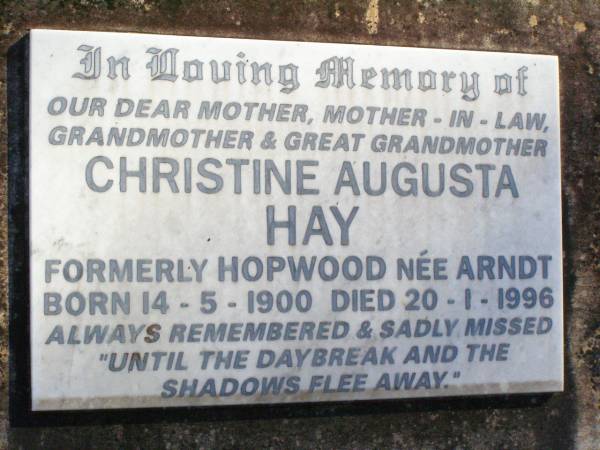 In Loving Memory of
OUR DEAR MOTHER, MOTHER - IN - LAW,
GRANDMOTHER & GREAT GRANDMOTHER
CHRISTINE AUGUSTA
HAY
FORMERLY HOPWOOD NÉE ARNDT
BORN 14 - 5 - 1900 DIED 20 - 1 - 1996
ALWAYS REMEMBERED & SADLY MISSED
"UNTIL THE DAYBREAK AND THE
SHADOWS FLEE AWAY."